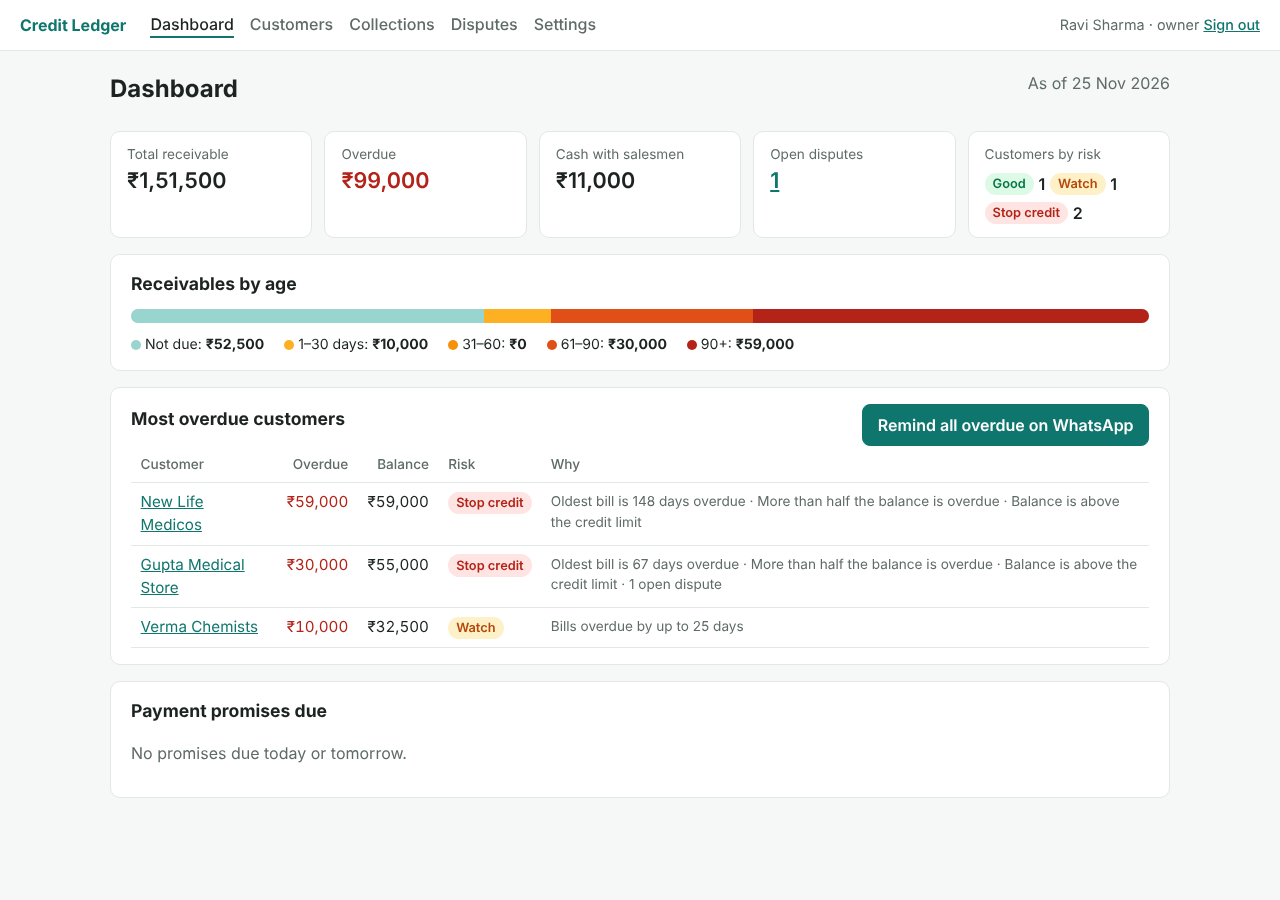 Credit Ledger Dashboard Customers Collections Disputes Settings Ravi Sharma · owner Sign out
Dashboard As of 25 Nov 2026
Total receivable Overdue Cash with salesmen Open disputes Customers by risk
₹1,51,500 ₹99,000 ₹11,000 1 Good 1 Watch 1
Stop credit 2
Receivables by age
Not due: ₹52,500 1–30 days: ₹10,000 31–60: ₹0 61–90: ₹30,000 90+: ₹59,000
Most overdue customers Remind all overdue on WhatsApp
Customer Overdue Balance Risk Why
New Life ₹59,000 ₹59,000 Stop credit Oldest bill is 148 days overdue · More than half the balance is overdue · Balance is above
Medicos the credit limit
Gupta Medical ₹30,000 ₹55,000 Stop credit Oldest bill is 67 days overdue · More than half the balance is overdue · Balance is above the
Store credit limit · 1 open dispute
Verma Chemists ₹10,000 ₹32,500 Watch Bills overdue by up to 25 days
Payment promises due
No promises due today or tomorrow.